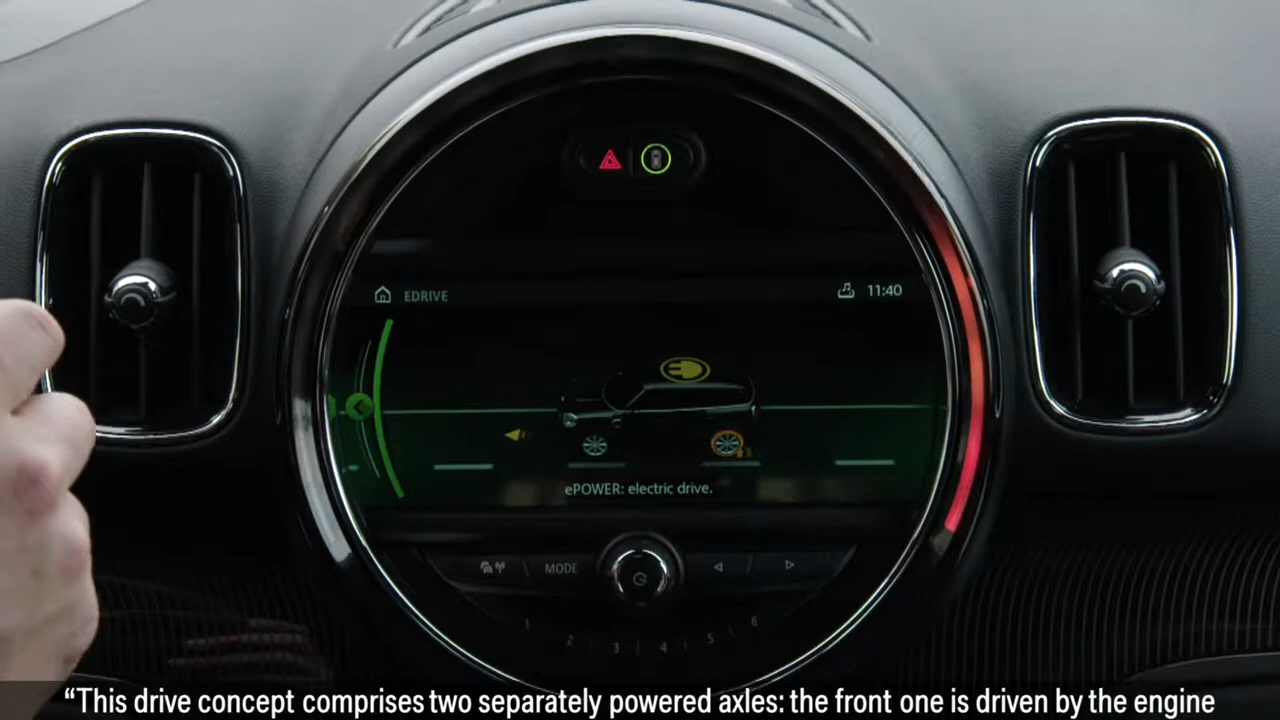 EDRIVE
11:40
ePOWER: electric drive.
MODE
1 2 3 4 5 6
“This drive concept comprises two separately powered axles: the front one is driven by the engine